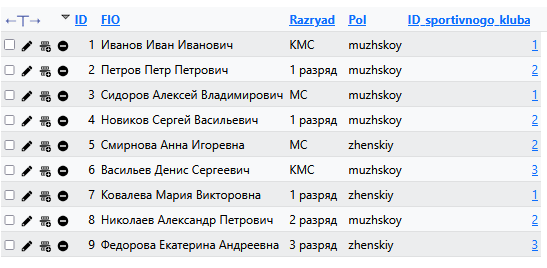 ←T→ ID FIO Razryad Pol ID_sportivnogo_kluba
1 Иванов Иван Иванович КМС muzhskoy 1
2 Петров Петр Петрович 1 разряд muzhskoy 2
3 Сидоров Алексей Владимирович МС muzhskoy 1
4 Новиков Сергей Васильевич 1 разряд muzhskoy 2
5 Смирнова Анна Игоревна МС zhenskiy 2
6 Васильев Денис Сергеевич КМС muzhskoy 3
7 Ковалева Мария Викторовна 1 разряд zhenskiy 1
8 Николаев Александр Петрович 2 разряд muzhskoy 2
9 Федорова Екатерина Андреевна 3 разряд zhenskiy 3